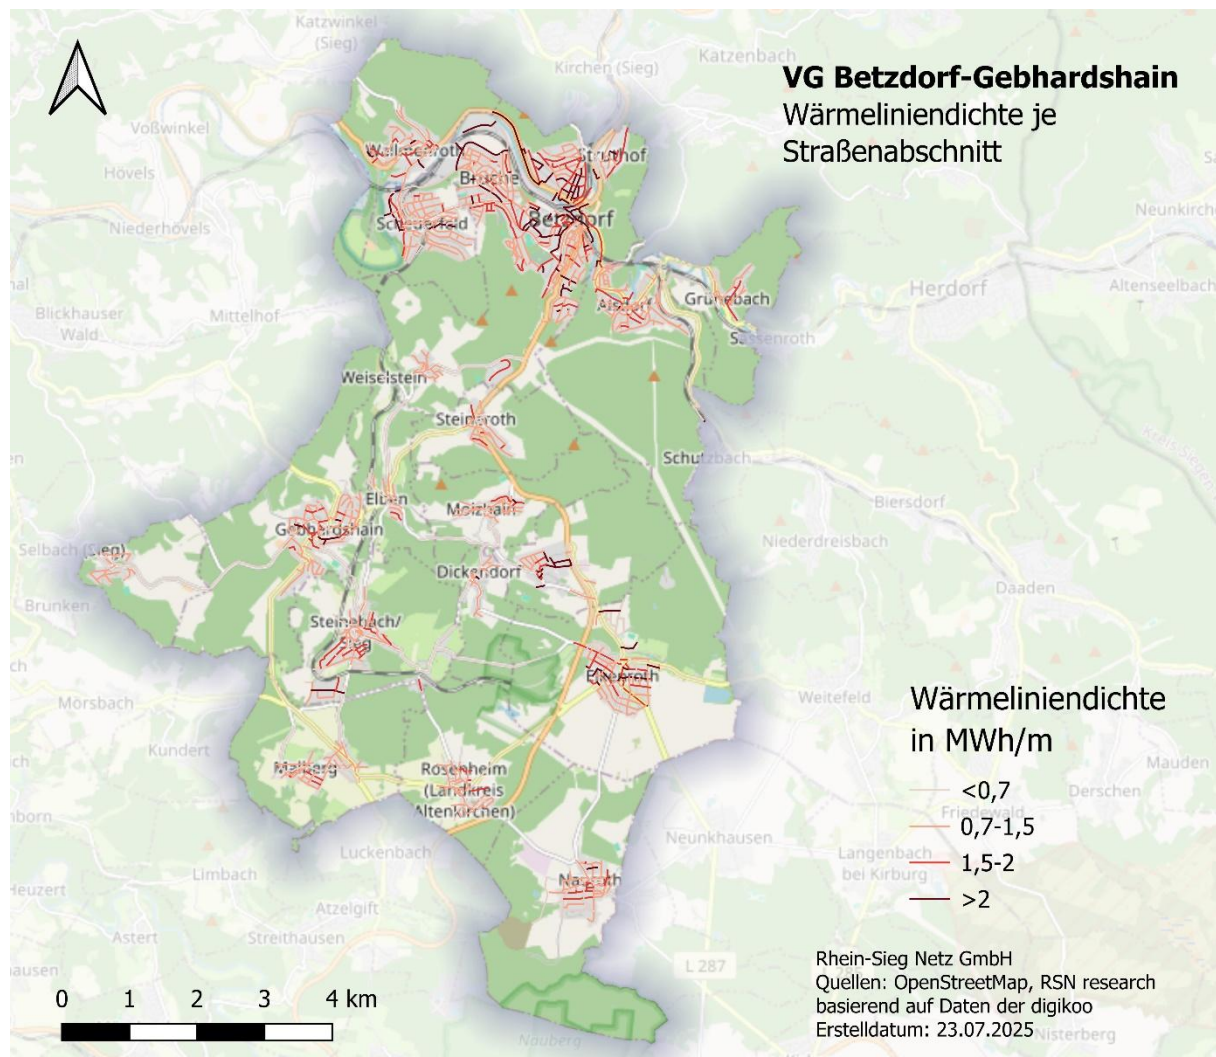 Katzwinkel
(Sieg)
Katzenbach
Kirchen (Sieg)
VG Betzdorf-Gebhardshain
Wärmeliniendichte je
Straßenabschnitt
Voßwinkel
Wallmenroth
Struthof
Hövels
Bruche
Neunkirche
Scheuerfeld
Betzdorf
Niederhövels
Herdorf
Altenseelbach
Alsdorf
Grünebach
Blickhauser
Wald
Mittelhof
Sassenroth
Weiselstein
Steineroth
Schutzbach
Kreis Siegen
Elben
Molzhain
Biersdorf
Gebhardshain
Selbach (Sieg)
Niederdreisbach
Dickendorf
Daaden
Brunken
Steinebach/
Sieg
Elkenroth
Mörsbach
Weitefeld
Wärmeliniendichte
in MWh/m
Kundert
Malberg
Rosenheim
(Landkreis
Altenkirchen)
Mauden
<0,7
Derschen
Friedewald
0,7-1,5
Neunkhausen
Luckenbach
Langenbach
bei Kirburg
1,5-2
Limbach
Heuzert
Nauroth
>2
Atzelgift
Astert
Streithausen
L 287
Rhein-Sieg Netz GmbH
Quellen: OpenStreetMap, RSN research
basierend auf Daten der digikoo
Erstelldatum: 23.07.2025
0 1 2 3 4 km
Nauberg
Nisterberg